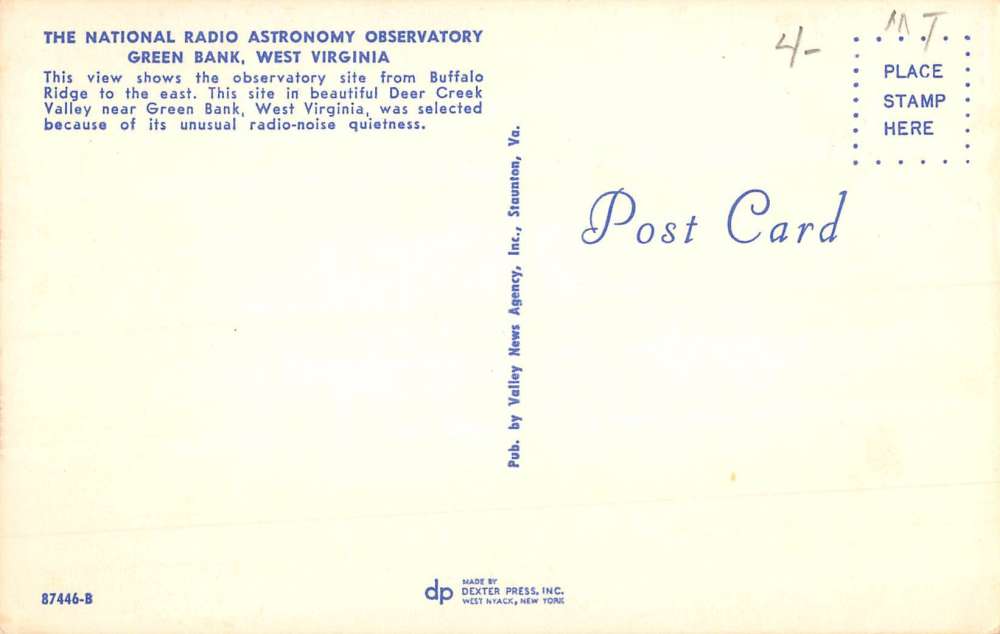 THE NATIONAL RADIO ASTRONOMY OBSERVATORY
GREEN BANK, WEST VIRGINIA
This view shows the observatory site from Buffalo
Ridge to the east. This site in beautiful Deer Creek
Valley near Green Bank, West Virginia, was selected
because of its unusual radio-noise quietness.
4-
MT
PLACE
STAMP
HERE
Pub. by Valley News Agency, Inc., Staunton, Va.
Post Card
87446-B
dp
MADE BY
DEXTER PRESS, INC.
WEST NYACK, NEW YORK